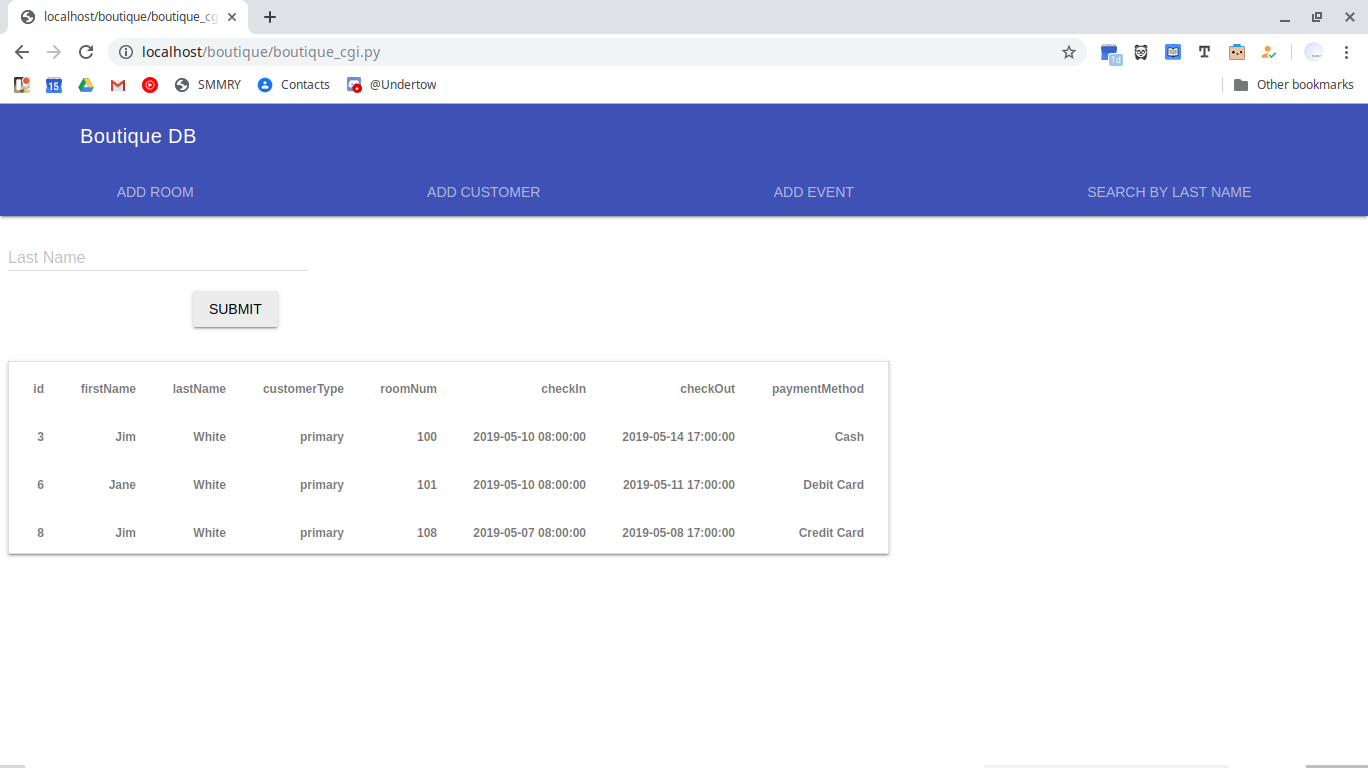 localhost/boutique/boutique_cg
localhost/boutique/boutique_cgi.py
1d
15 SMMRY Contacts @Undertow Other bookmarks
Boutique DB
ADD ROOM ADD CUSTOMER ADD EVENT SEARCH BY LAST NAME
Last Name
SUBMIT
id firstName lastName customerType roomNum checkIn checkOut paymentMethod
3 Jim White primary 100 2019-05-10 08:00:00 2019-05-14 17:00:00 Cash
6 Jane White primary 101 2019-05-10 08:00:00 2019-05-11 17:00:00 Debit Card
8 Jim White primary 108 2019-05-07 08:00:00 2019-05-08 17:00:00 Credit Card